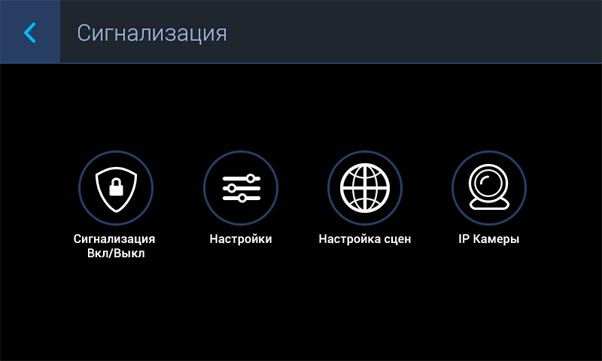 Сигнализация
Сигнализация
Вкл/Выкл
Настройки
Настройка сцен
IP Камеры